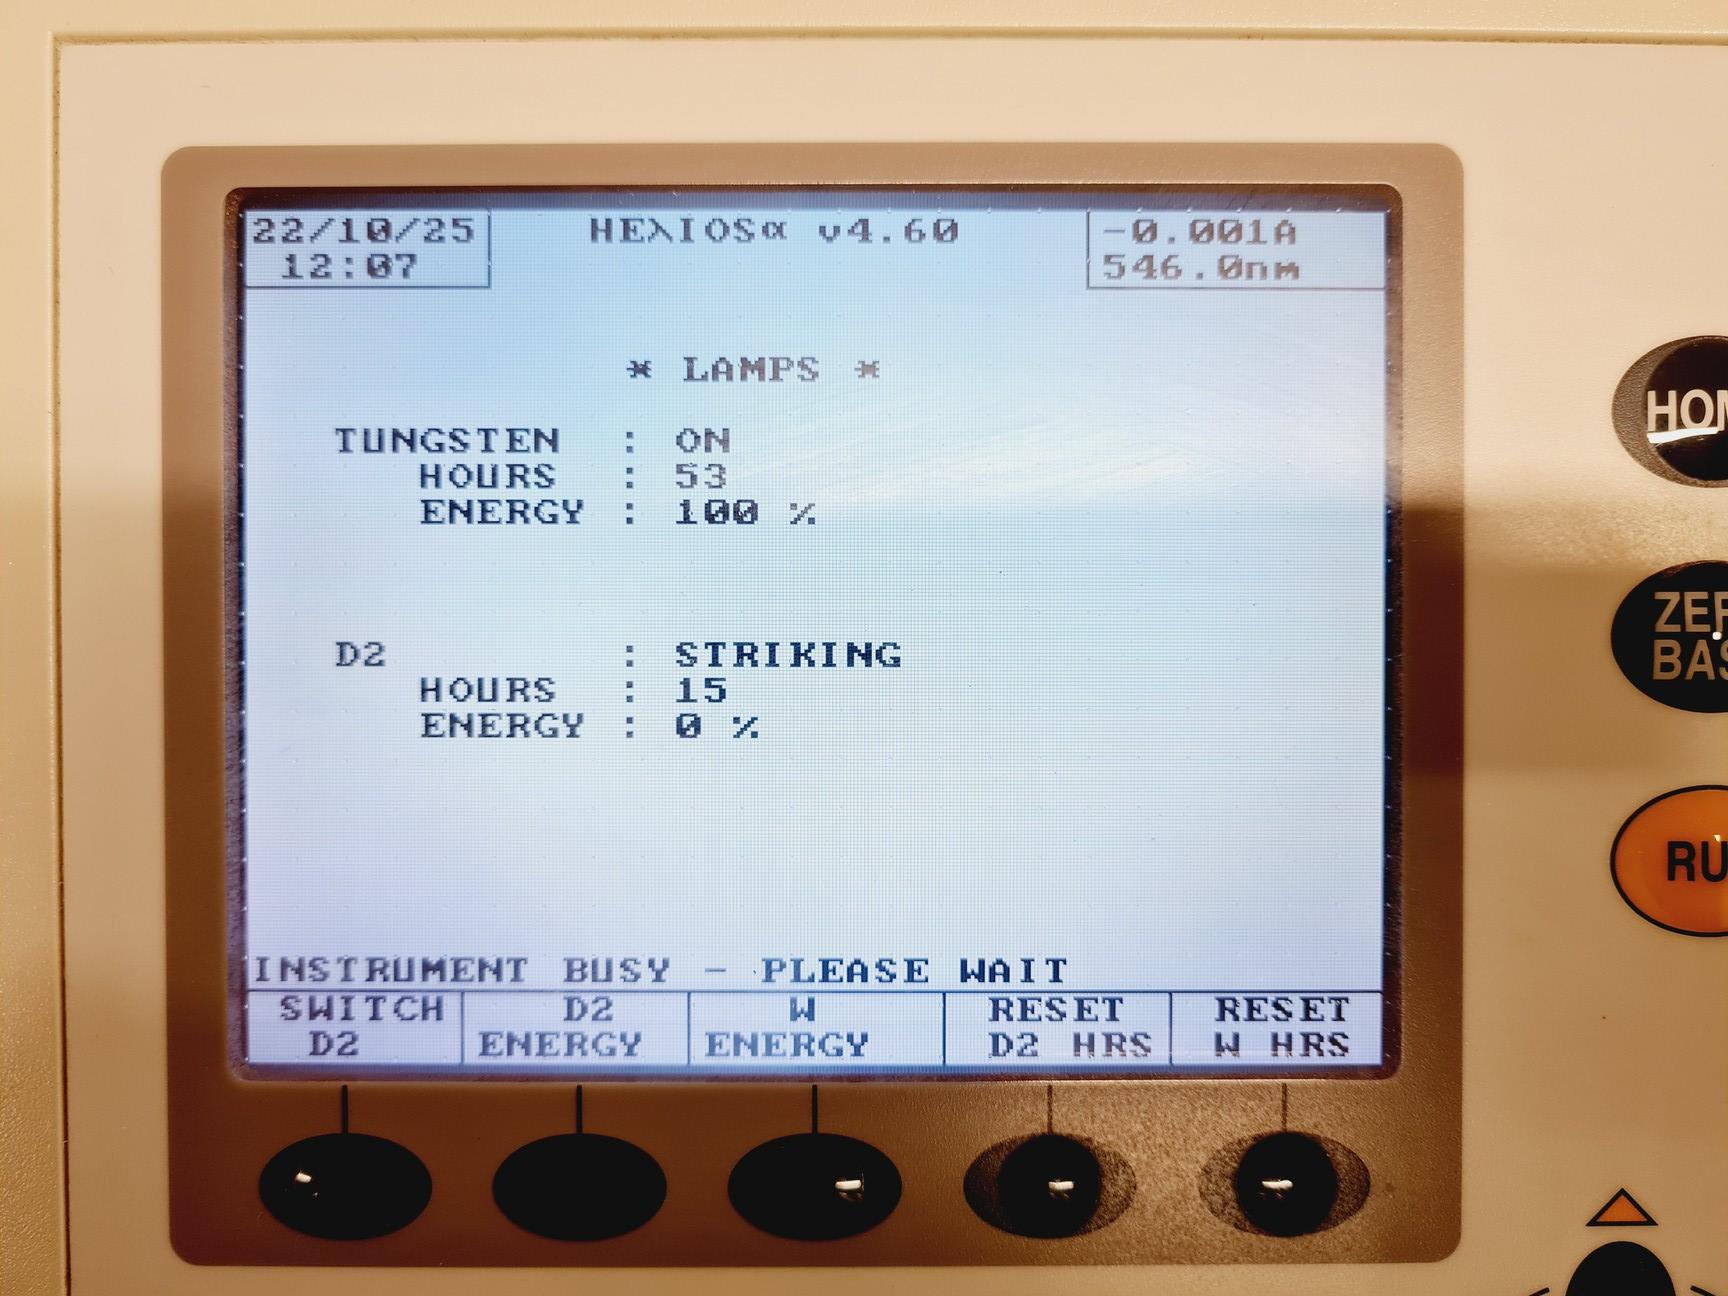 22/10/25 HEλIOSα v4.60 -0.001A
12:07 546.0nm
* LAMPS *
TUNGSTEN : ON
HOURS : 53
ENERGY : 100 %
D2 : STRIKING
HOURS : 15
ENERGY : 0 %
INSTRUMENT BUSY - PLEASE WAIT
SWITCH D2 W RESET RESET
D2 ENERGY ENERGY D2 HRS W HRS